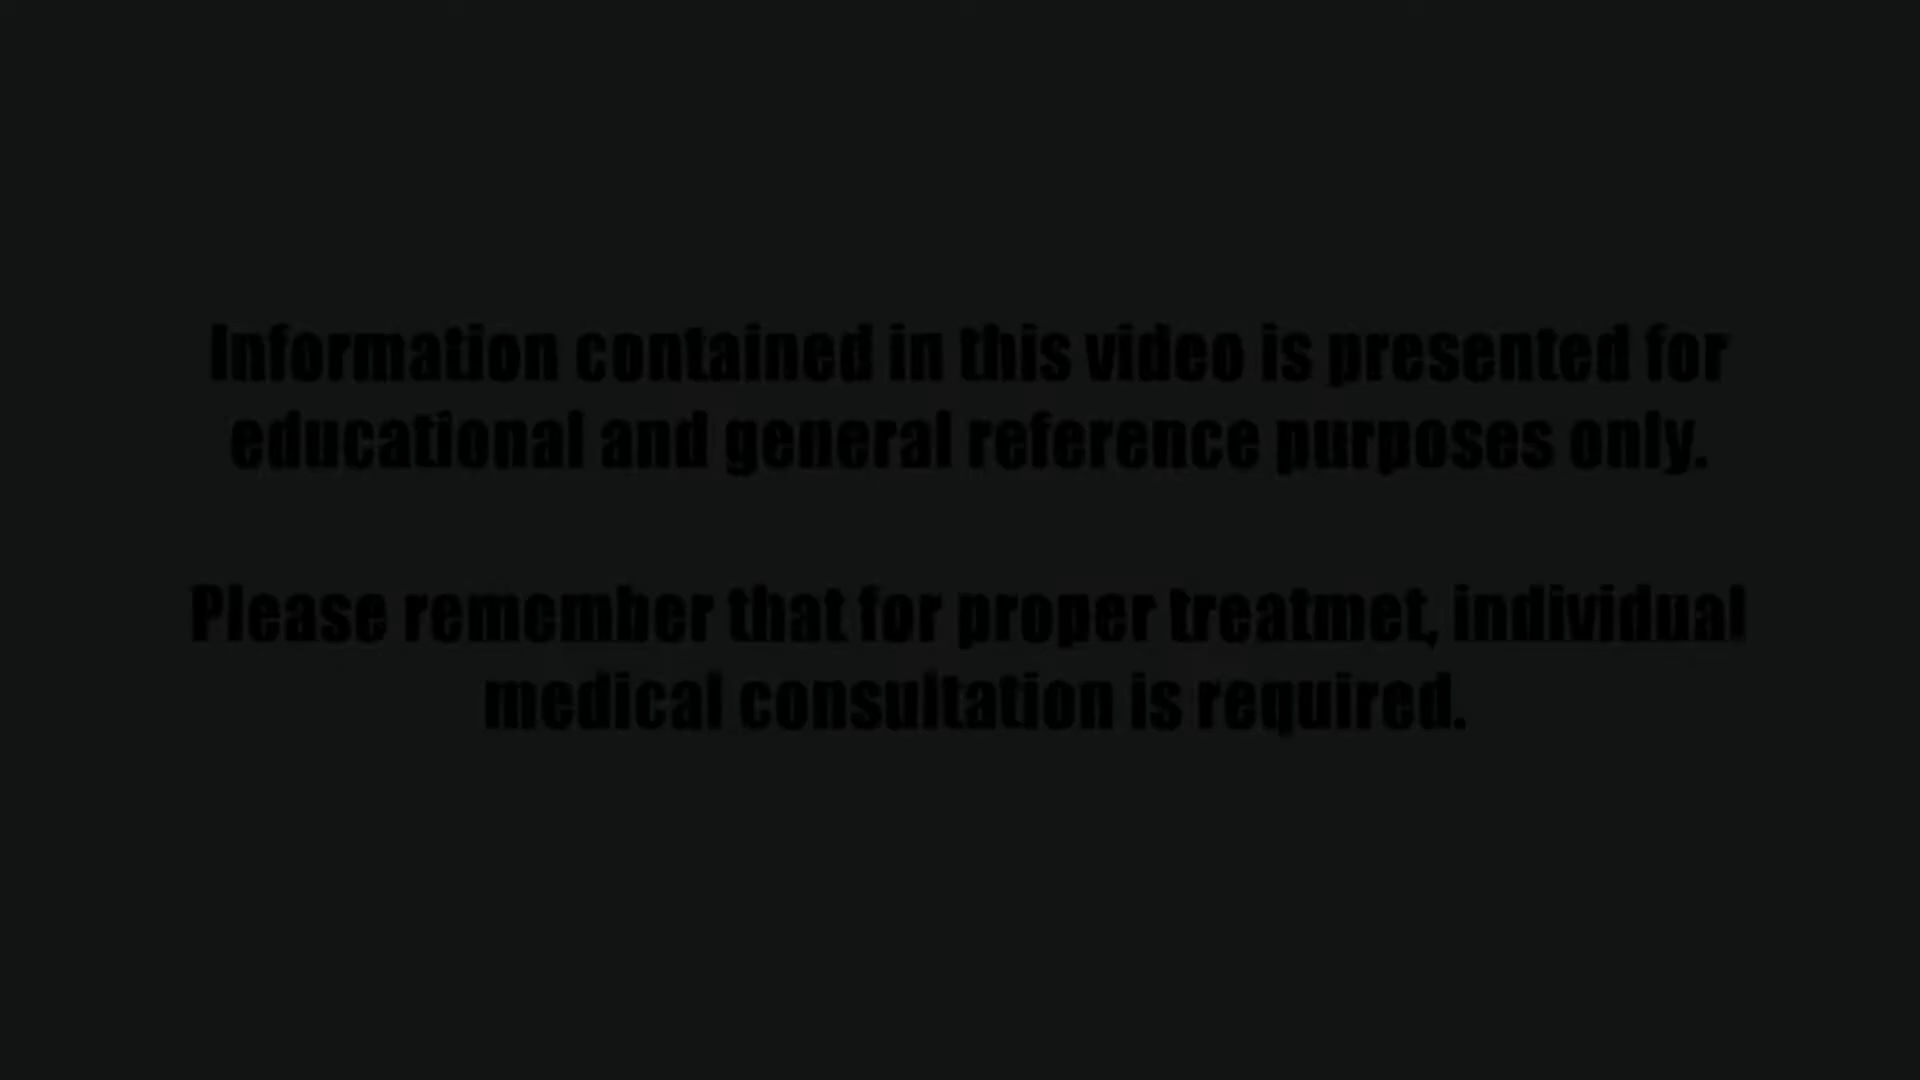 Information contained in this video is presented for
educational and general reference purposes only.
Please remember that for proper treatmet, individual
medical consultation is required.